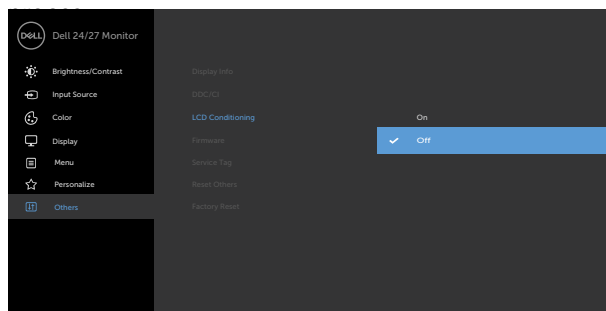 DELL
Dell 24/27 Monitor
Brightness/Contrast
Input Source
Color
Display
Menu
Personalize
Others
Display Info
DDC/CI
LCD Conditioning
Firmware
Service Tag
Reset Others
Factory Reset
On
Off